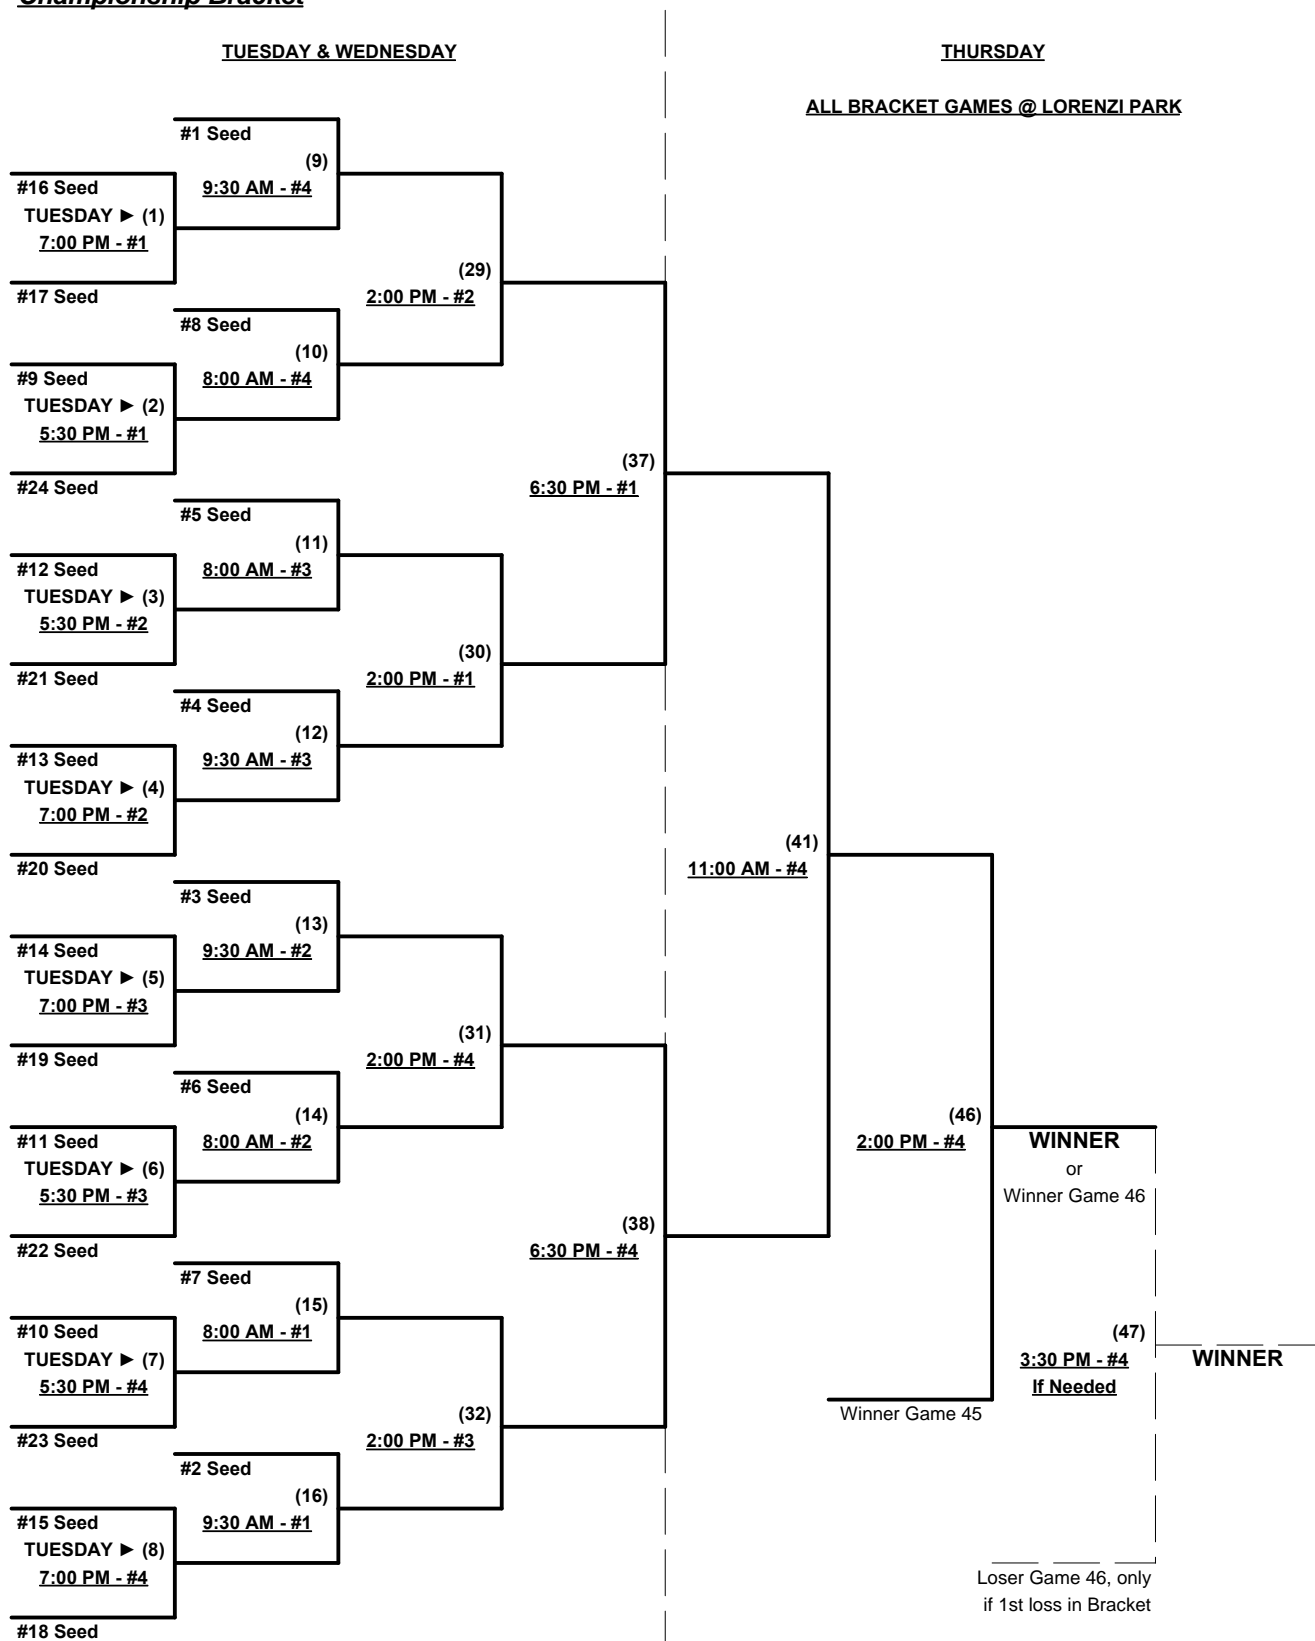 Championship Bracket
TUESDAY & WEDNESDAY
THURSDAY
ALL BRACKET GAMES @ LORENZI PARK
#1 Seed
(9)
9:30 AM - #4
#16 Seed
TUESDAY ► (1)
7:00 PM - #1
#17 Seed
(29)
2:00 PM - #2
#8 Seed
(10)
8:00 AM - #4
#9 Seed
TUESDAY ► (2)
5:30 PM - #1
#24 Seed
(37)
6:30 PM - #1
#5 Seed
(11)
8:00 AM - #3
#12 Seed
TUESDAY ► (3)
5:30 PM - #2
#21 Seed
(30)
2:00 PM - #1
#4 Seed
(12)
9:30 AM - #3
#13 Seed
TUESDAY ► (4)
7:00 PM - #2
#20 Seed
(41)
11:00 AM - #4
#3 Seed
(13)
9:30 AM - #2
#14 Seed
TUESDAY ► (5)
7:00 PM - #3
#19 Seed
(31)
2:00 PM - #4
#6 Seed
(14)
8:00 AM - #2
#11 Seed
TUESDAY ► (6)
5:30 PM - #3
#22 Seed
(46)
2:00 PM - #4
WINNER
or
Winner Game 46
(38)
6:30 PM - #4
#7 Seed
(15)
8:00 AM - #1
#10 Seed
TUESDAY ► (7)
5:30 PM - #4
#23 Seed
(47)
3:30 PM - #4
If Needed
WINNER
Winner Game 45
(32)
2:00 PM - #3
#2 Seed
(16)
9:30 AM - #1
#15 Seed
TUESDAY ► (8)
7:00 PM - #4
#18 Seed
Loser Game 46, only
if 1st loss in Bracket